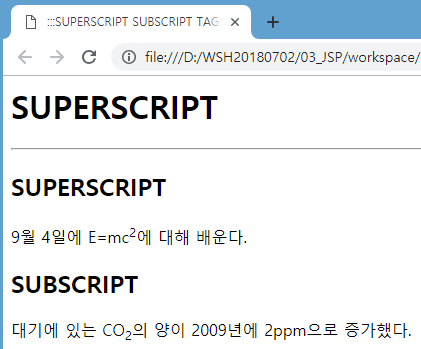 :::SUPERSCRIPT SUBSCRIPT TAG
file:///D:/WSH20180702/03_JSP/workspace/
SUPERSCRIPT
SUPERSCRIPT
9월 4일에 E=mc²에 대해 배운다.
SUBSCRIPT
대기에 있는 CO₂의 양이 2009년에 2ppm으로 증가했다.